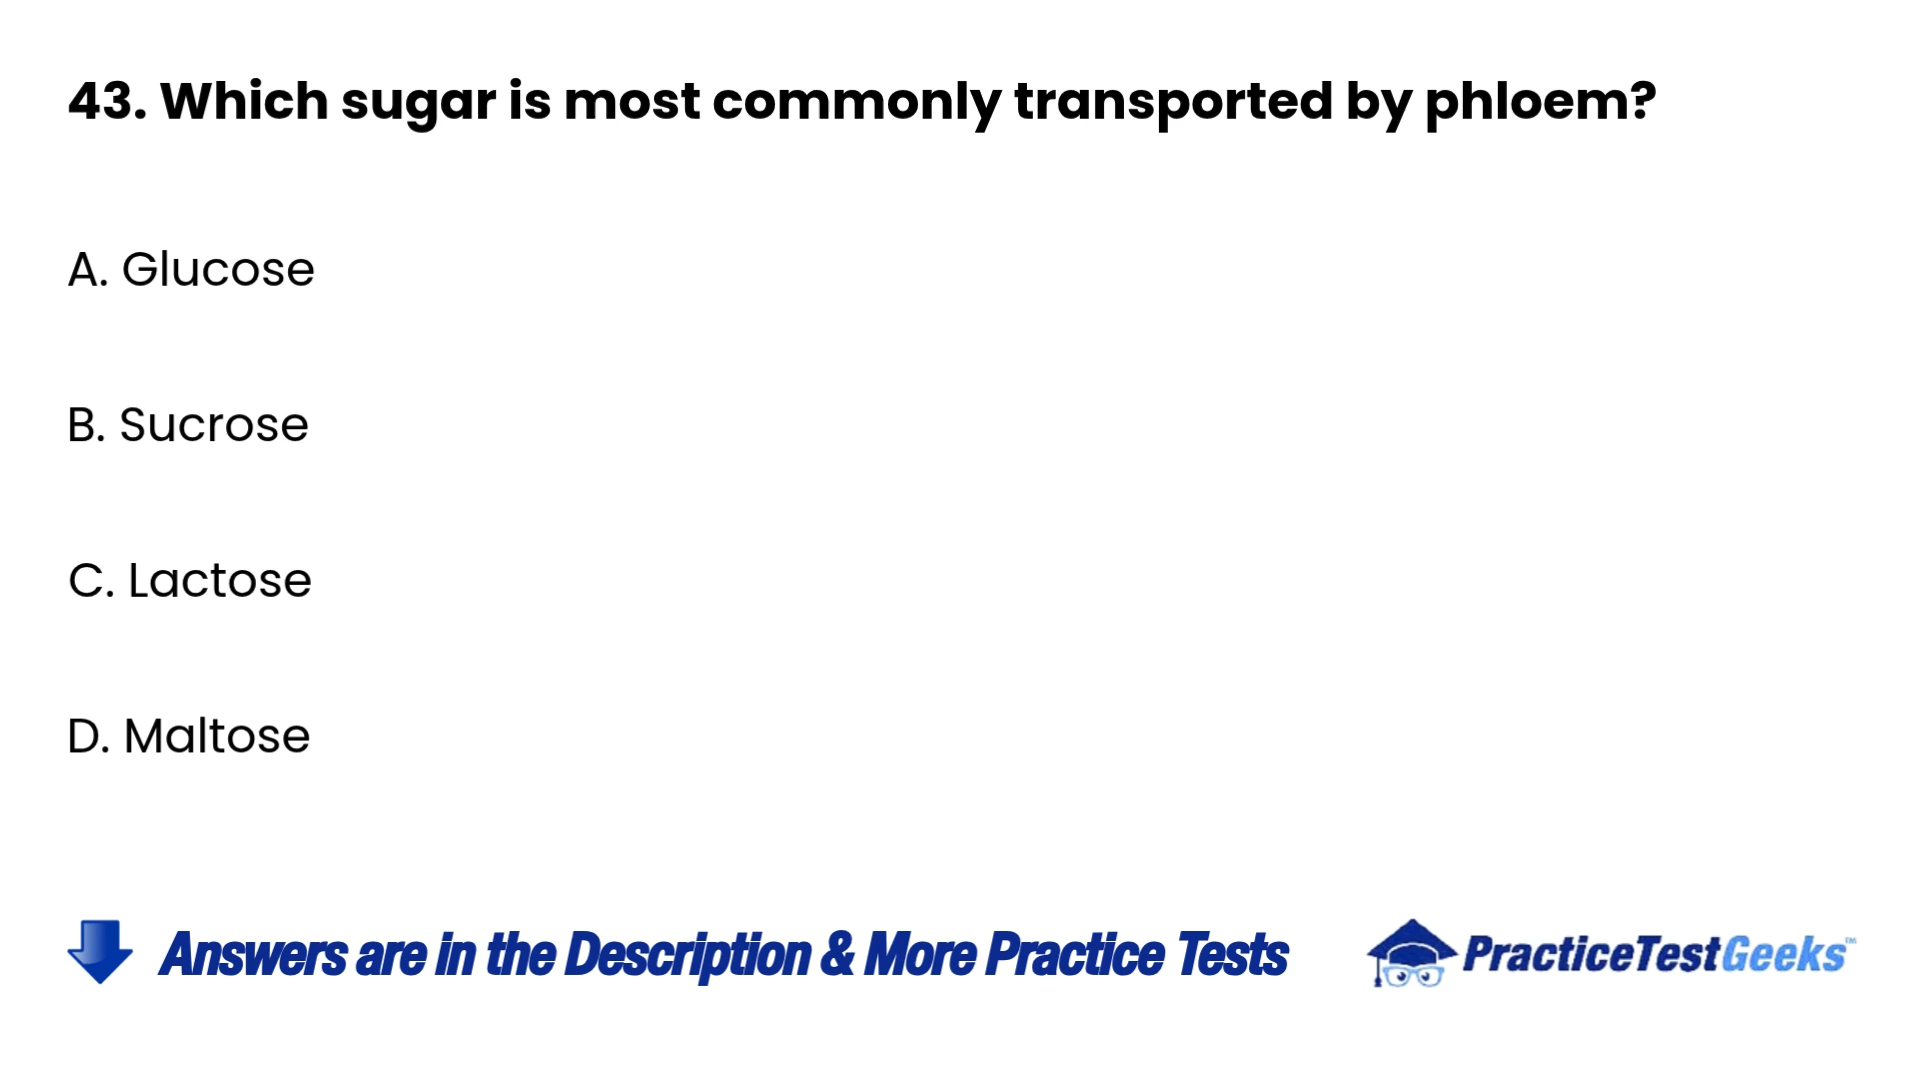 43. Which sugar is most commonly transported by phloem?
A. Glucose
B. Sucrose
C. Lactose
D. Maltose
Answers are in the Description & More Practice Tests
PracticeTestGeeks™